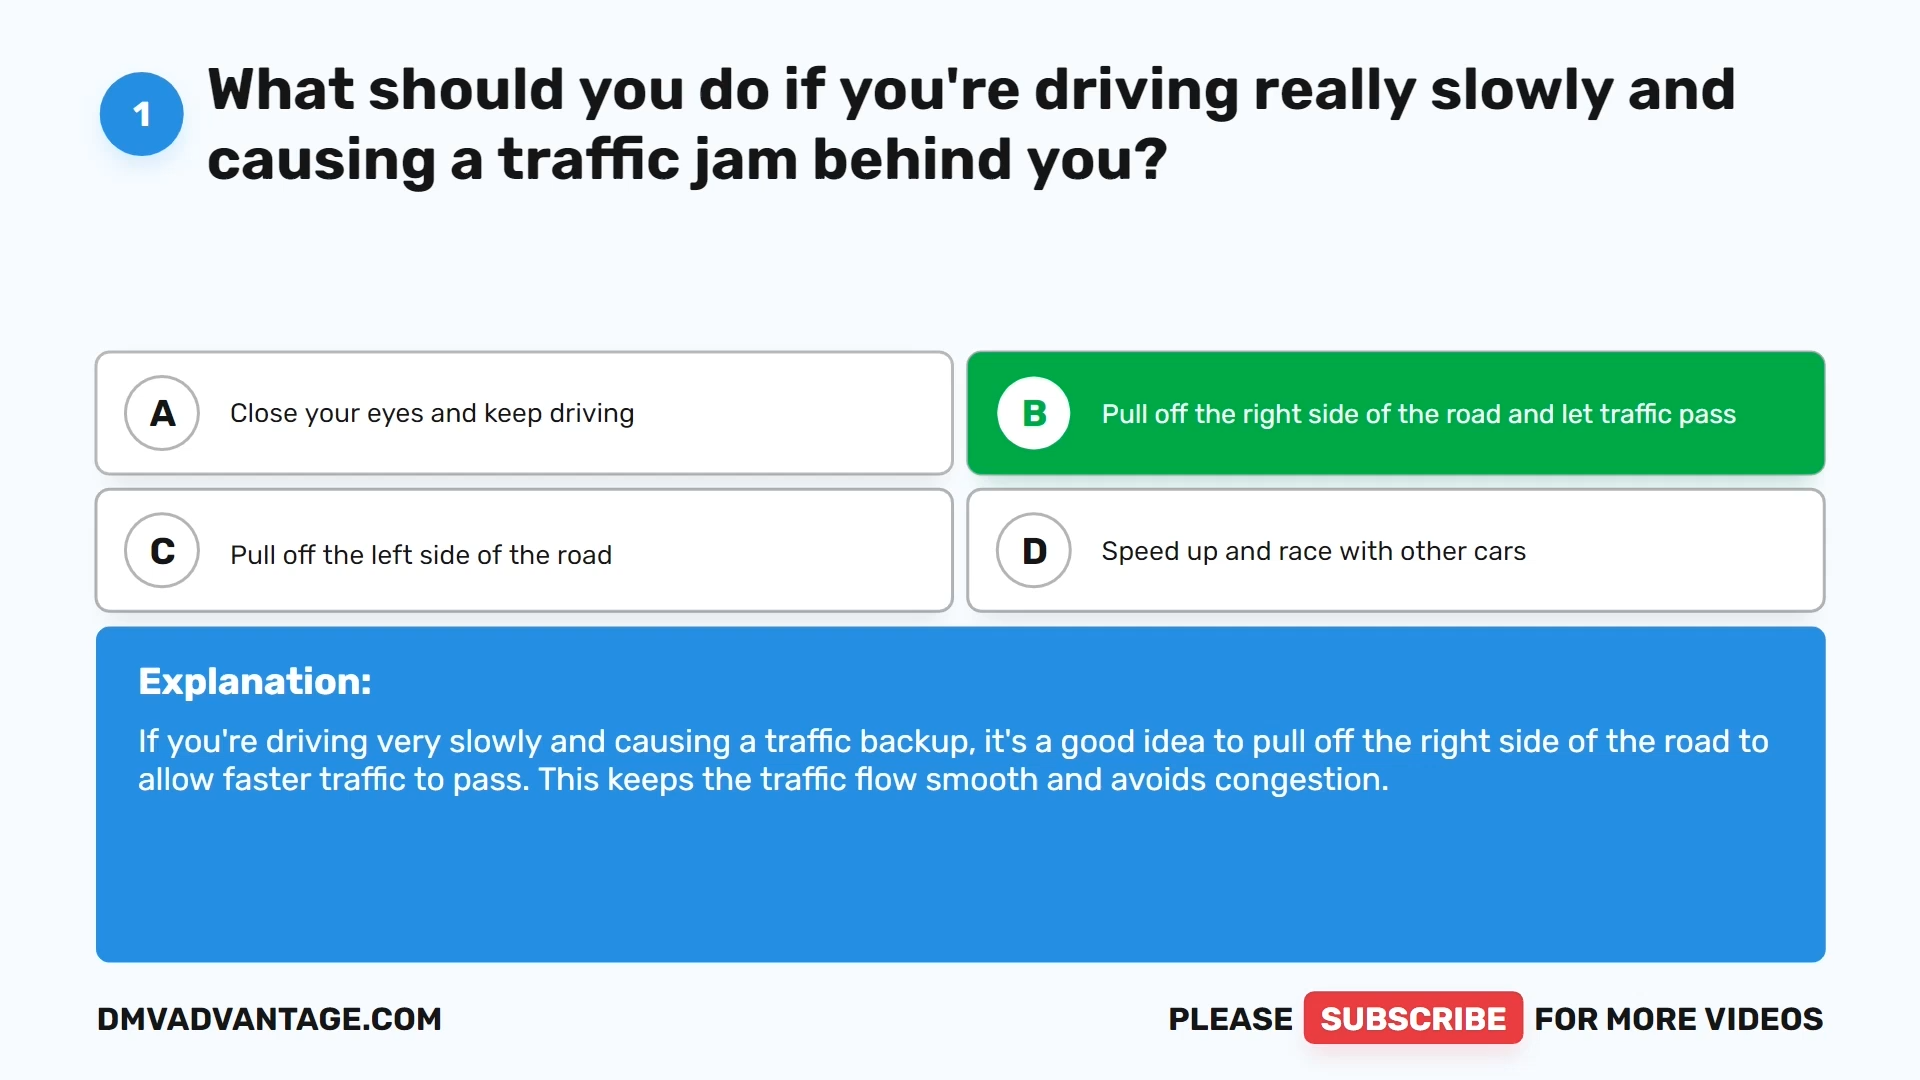 1
What should you do if you're driving really slowly and
causing a traffic jam behind you?
A Close your eyes and keep driving
B Pull off the right side of the road and let traffic pass
C Pull off the left side of the road
D Speed up and race with other cars
Explanation:
If you're driving very slowly and causing a traffic backup, it's a good idea to pull off the right side of the road to
allow faster traffic to pass. This keeps the traffic flow smooth and avoids congestion.
DMVADVANTAGE.COM
PLEASE SUBSCRIBE FOR MORE VIDEOS